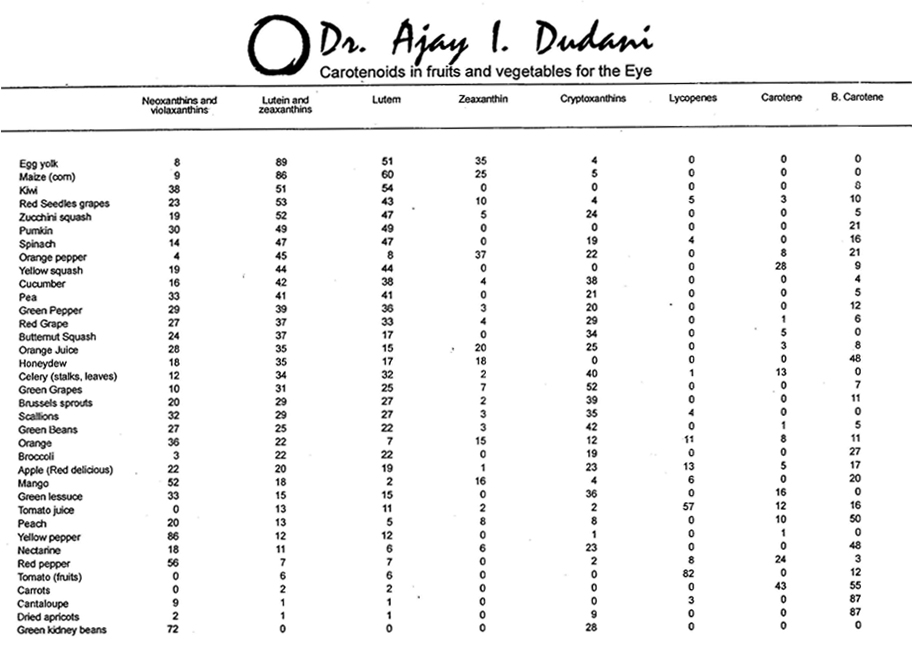 Dr. Ajay I. Dudani
Carotenoids in fruits and vegetables for the Eye
Neoxanthins and violaxanthins Lutein and zeaxanthins Lutem Zeaxanthin Cryptoxanthins Lycopenes Carotene B. Carotene
Egg yolk 8 89 51 35 4 0 0 0
Maize (corn) 9 86 60 25 5 0 0 0
Kiwi 38 51 54 0 0 0 0 8
Red Seedles grapes 23 53 43 10 4 5 3 10
Zucchini squash 19 52 47 5 24 0 0 5
Pumkin 30 49 49 0 0 0 0 21
Spinach 14 47 47 0 19 4 0 16
Orange pepper 4 45 8 37 22 0 8 21
Yellow squash 19 44 44 0 0 0 28 9
Cucumber 16 42 38 4 38 0 0 4
Pea 33 41 41 0 21 0 0 5
Green Pepper 29 39 36 3 20 0 0 12
Red Grape 27 37 33 4 29 0 1 6
Butternut Squash 24 37 17 0 34 0 5 0
Orange Juice 28 35 15 20 25 0 3 8
Honeydew 18 35 17 18 0 0 0 48
Celery (stalks, leaves) 12 34 32 2 40 1 13 0
Green Grapes 10 31 25 7 52 0 0 7
Brussels sprouts 20 29 27 2 39 0 0 11
Scallions 32 29 27 3 35 4 0 0
Green Beans 27 25 22 3 42 0 1 5
Orange 36 22 7 15 12 11 8 11
Broccoli 3 22 22 0 19 0 0 27
Apple (Red delicious) 22 20 19 1 23 13 5 17
Mango 52 18 2 16 4 6 0 20
Green lessuce 33 15 15 0 36 0 16 0
Tomato juice 0 13 11 2 2 57 12 16
Peach 20 13 5 8 8 0 10 50
Yellow pepper 86 12 12 0 1 0 1 0
Nectarine 18 11 6 6 23 0 0 48
Red pepper 56 7 7 0 2 8 24 3
Tomato (fruits) 0 6 6 0 0 82 0 12
Carrots 0 2 2 0 0 0 43 55
Cantaloupe 9 1 1 0 0 3 0 87
Dried apricots 2 1 1 0 9 0 0 87
Green kidney beans 72 0 0 0 28 0 0 0